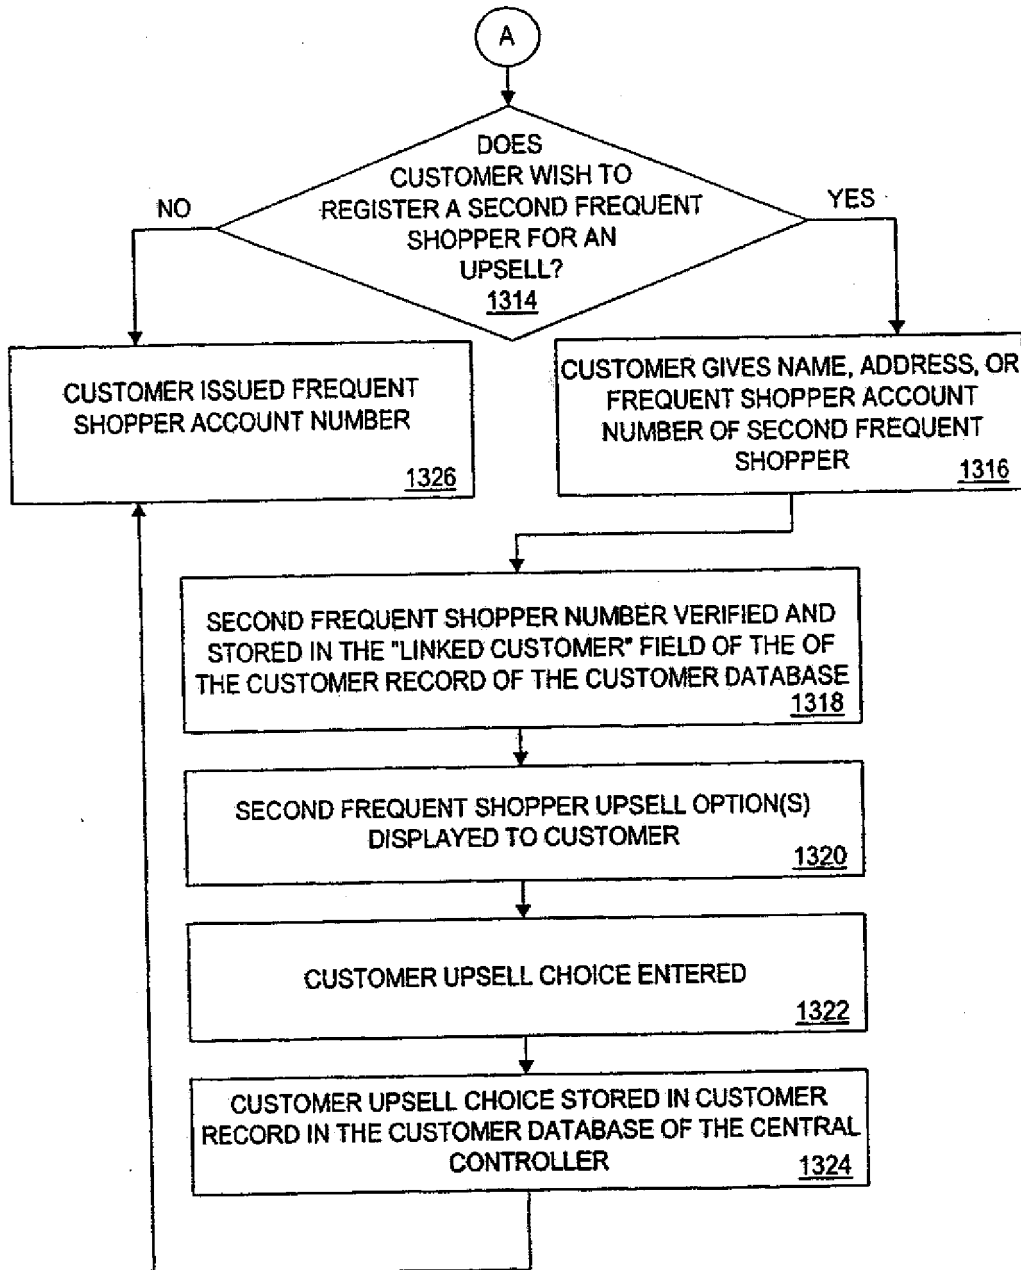 A
DOES
CUSTOMER WISH TO
REGISTER A SECOND FREQUENT
SHOPPER FOR AN
UPSELL?
1314
NO
YES
CUSTOMER ISSUED FREQUENT
SHOPPER ACCOUNT NUMBER
1326
CUSTOMER GIVES NAME, ADDRESS, OR
FREQUENT SHOPPER ACCOUNT
NUMBER OF SECOND FREQUENT
SHOPPER
1316
SECOND FREQUENT SHOPPER NUMBER VERIFIED AND
STORED IN THE "LINKED CUSTOMER" FIELD OF THE OF
THE CUSTOMER RECORD OF THE CUSTOMER DATABASE
1318
SECOND FREQUENT SHOPPER UPSELL OPTION(S)
DISPLAYED TO CUSTOMER
1320
CUSTOMER UPSELL CHOICE ENTERED
1322
CUSTOMER UPSELL CHOICE STORED IN CUSTOMER
RECORD IN THE CUSTOMER DATABASE OF THE CENTRAL
CONTROLLER
1324